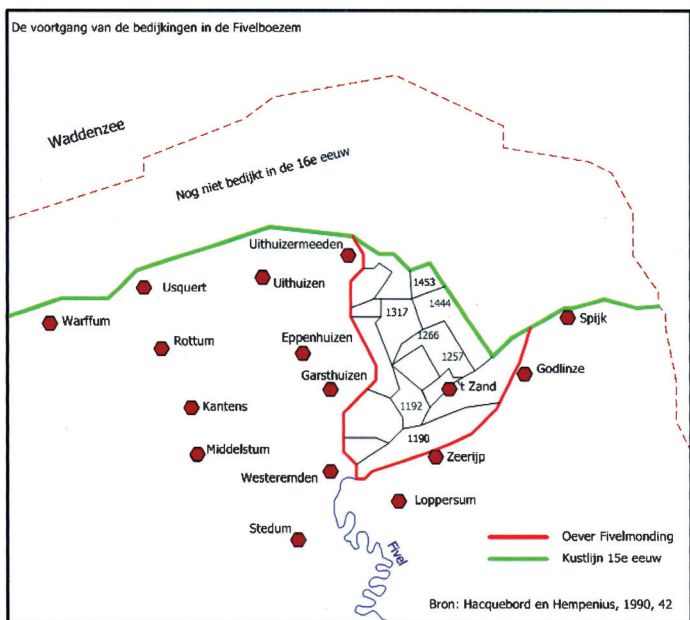 De voortgang van de bedijkingen in de Fivelboezem
Waddenzee
Nog niet bedijkt in de 16e eeuw
Uithuizermeeden
Usquert
Uithuizen
1453
1444
1317
Warffum
Rottum
Eppenhuizen
1266
Spijk
1257
Garsthuizen
't Zand
Godlinze
Kantens
1192
1190
Middelstum
Zeerijp
Westeremden
Loppersum
Stedum
Fivel
Oever Fivelmonding
Kustlijn 15e eeuw
Bron: Hacquebord en Hempenius, 1990, 42